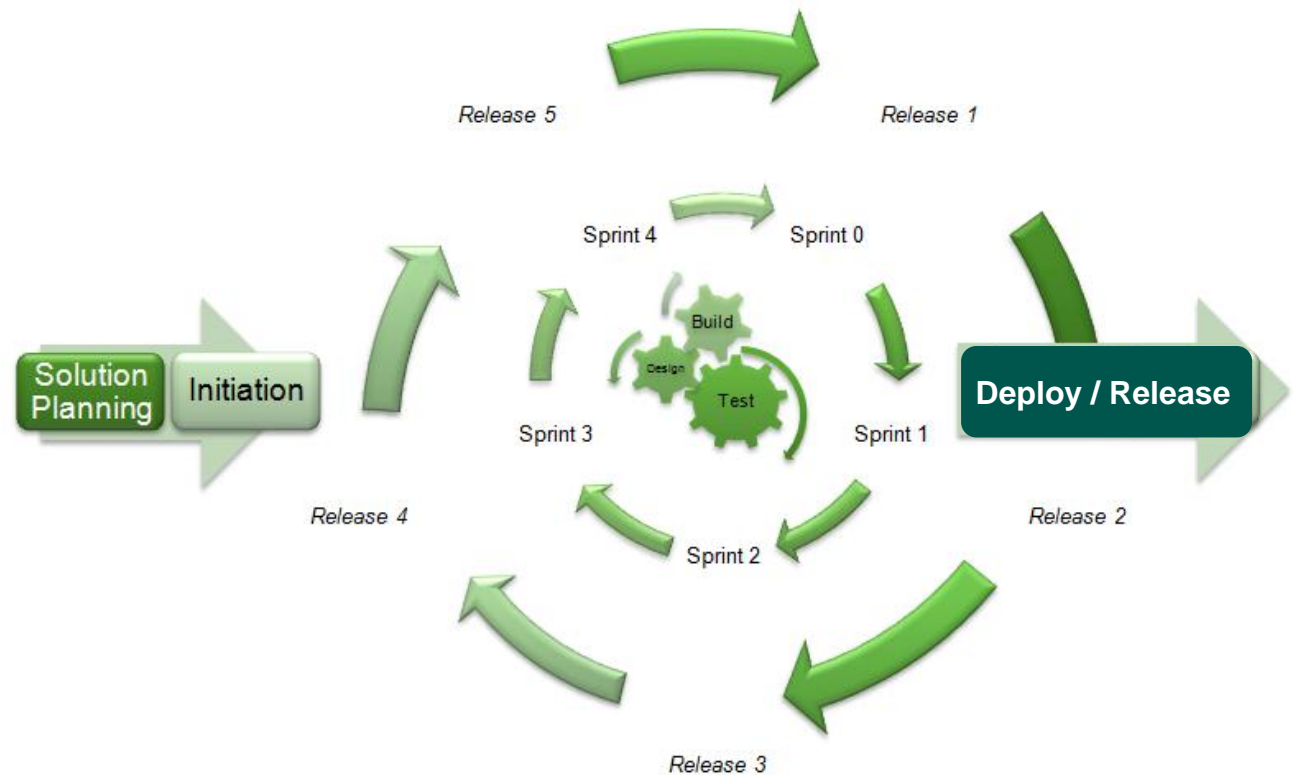 Release 5
Release 1
Sprint 4
Sprint 0
Build
Design
Test
Solution
Planning
Initiation
Deploy / Release
Sprint 3
Sprint 1
Release 4
Release 2
Sprint 2
Release 3